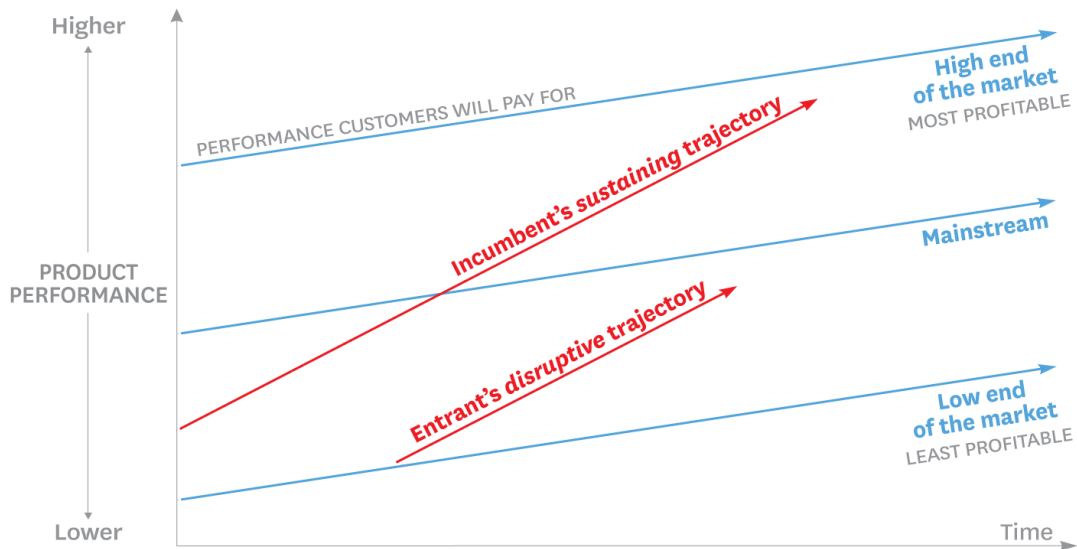 Higher
PERFORMANCE CUSTOMERS WILL PAY FOR
High end
of the market
MOST PROFITABLE
Incumbent’s sustaining trajectory
Mainstream
PRODUCT
PERFORMANCE
Entrant’s disruptive trajectory
Low end
of the market
LEAST PROFITABLE
Lower
Time